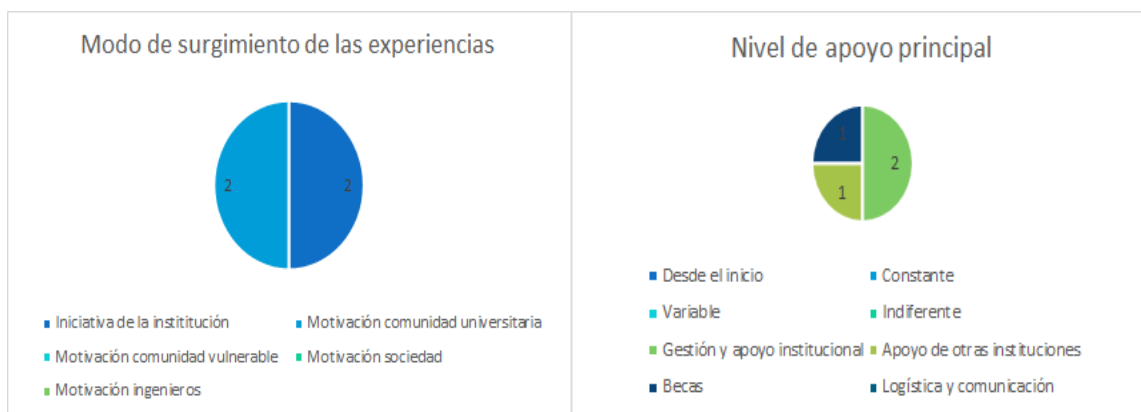 Modo de surgimiento de las experiencias
2
2
Iniciativa de la instititución
Motivación comunidad universitaria
Motivación comunidad vulnerable
Motivación sociedad
Motivación ingenieros
Nivel de apoyo principal
1
2
1
Desde el inicio
Constante
Variable
Indiferente
Gestión y apoyo institucional
Apoyo de otras instituciones
Becas
Logística y comunicación